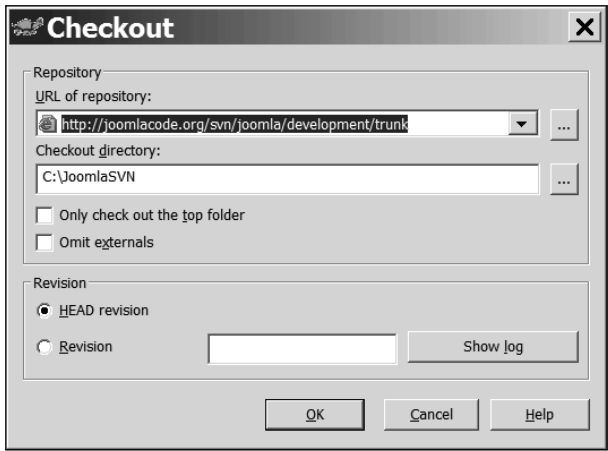 Checkout
Repository
URL of repository:
http://joomlacode.org/svn/joomla/development/trunk
...
Checkout directory:
C:\JoomlaSVN
...
Only check out the top folder
Omit externals
Revision
HEAD revision
Revision
Show log
OK Cancel Help